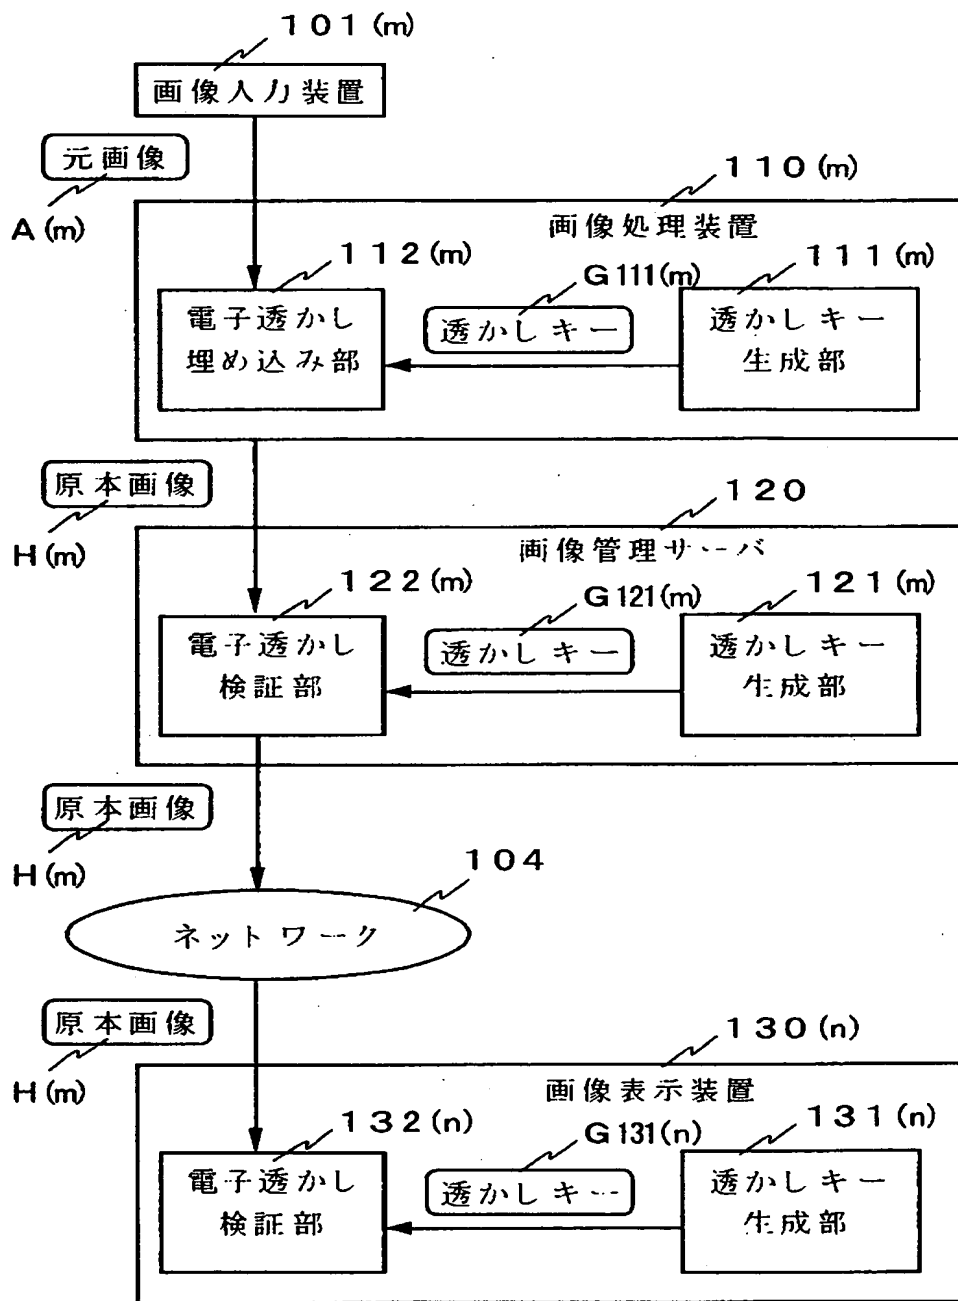 101(m)
画像入力装置
元画像
A(m)
110(m)
画像処理装置
112(m)
G111(m)
111(m)
電子透かし
埋め込み部
透かしキー
透かしキー
生成部
原本画像
H(m)
120
画像管理サーバ
122(m)
G121(m)
121(m)
電子透かし
検証部
透かしキー
透かしキー
生成部
原本画像
H(m)
104
ネットワーク
原本画像
H(m)
130(n)
画像表示装置
132(n)
G131(n)
131(n)
電子透かし
検証部
透かしキー
透かしキー
生成部